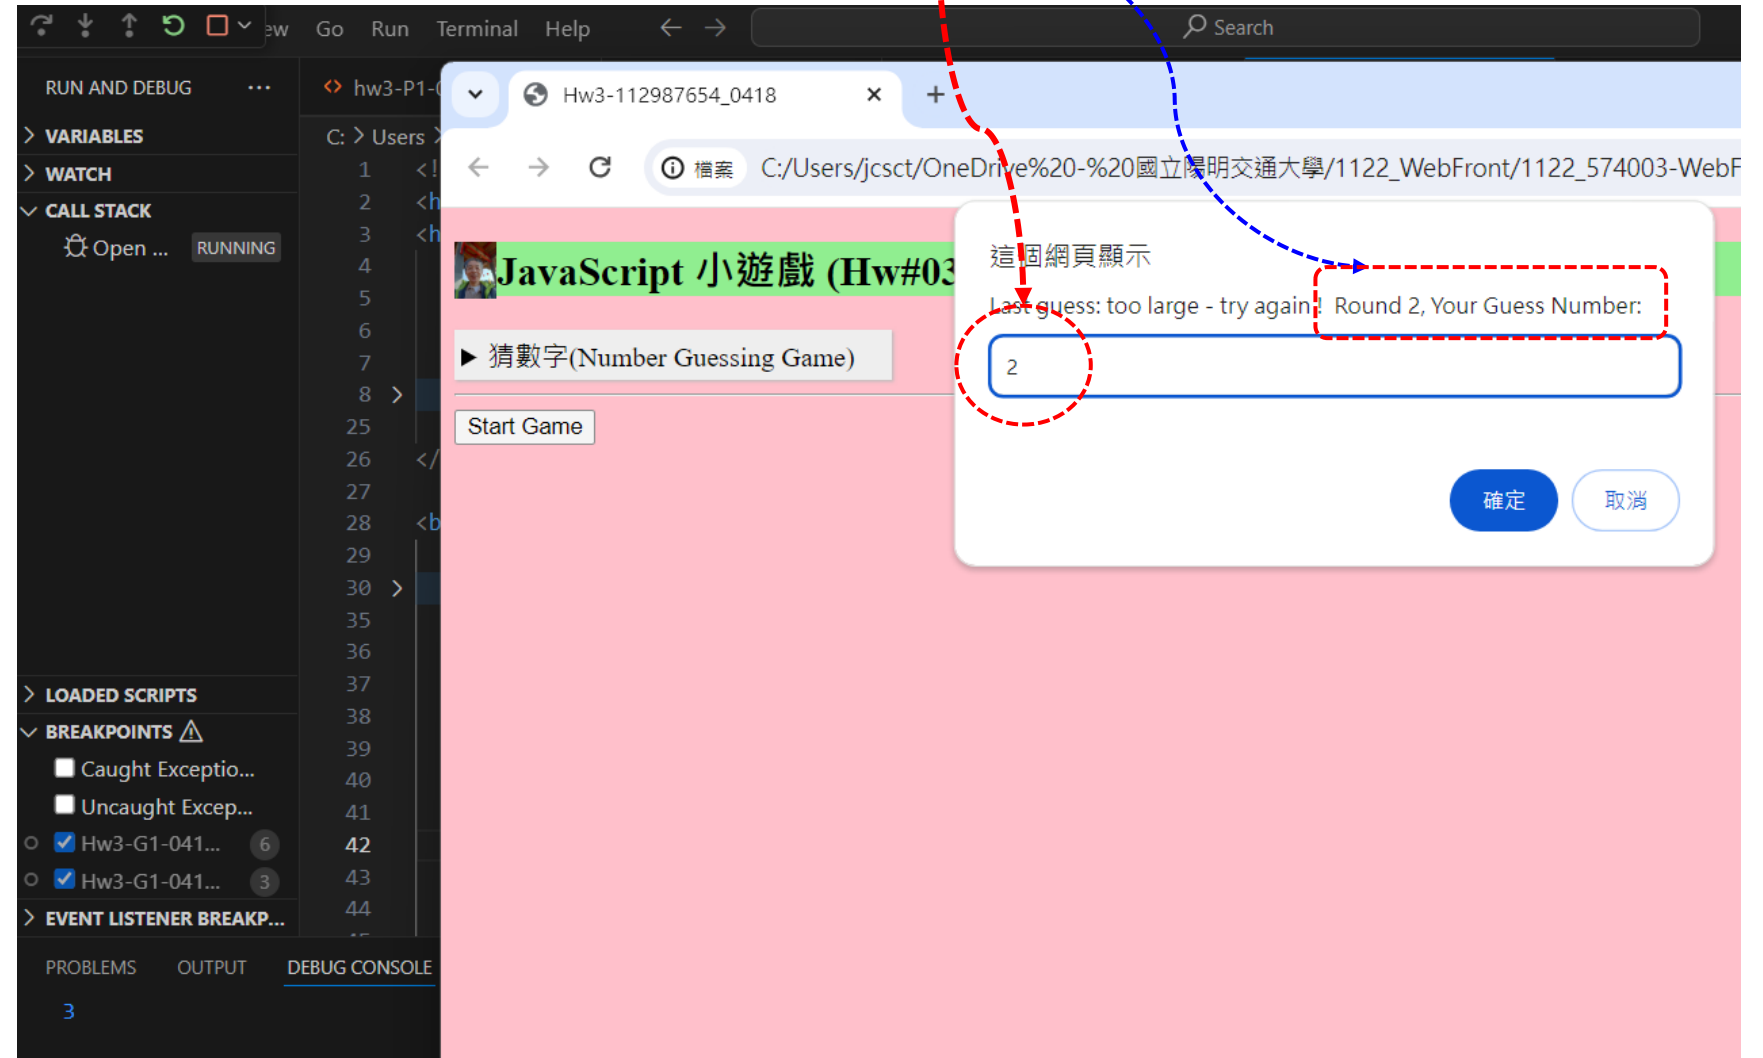 ew Go Run Terminal Help Search
RUN AND DEBUG ...
VARIABLES
WATCH
CALL STACK
Open ... RUNNING
LOADED SCRIPTS
BREAKPOINTS
Caught Exceptio...
Uncaught Excep...
Hw3-G1-041... 6
Hw3-G1-041... 3
EVENT LISTENER BREAKP...
hw3-P1-
C: > Users >
1 <!
2 <h
3 <h
4
5
6
7
8 >
25
26 </
27
28 <b
29
30 >
35
36
37
38
39
40
41
42
43
44
PROBLEMS OUTPUT DEBUG CONSOLE
3
Hw3-112987654_0418
檔案 C:/Users/jcsct/OneDrive%20-%20國立陽明交通大學/1122_WebFront/1122_574003-WebF
JavaScript 小遊戲 (Hw#03
▶ 猜數字(Number Guessing Game)
Start Game
這個網頁顯示
Last guess: too large - try again ! Round 2, Your Guess Number:
2
確定 取消